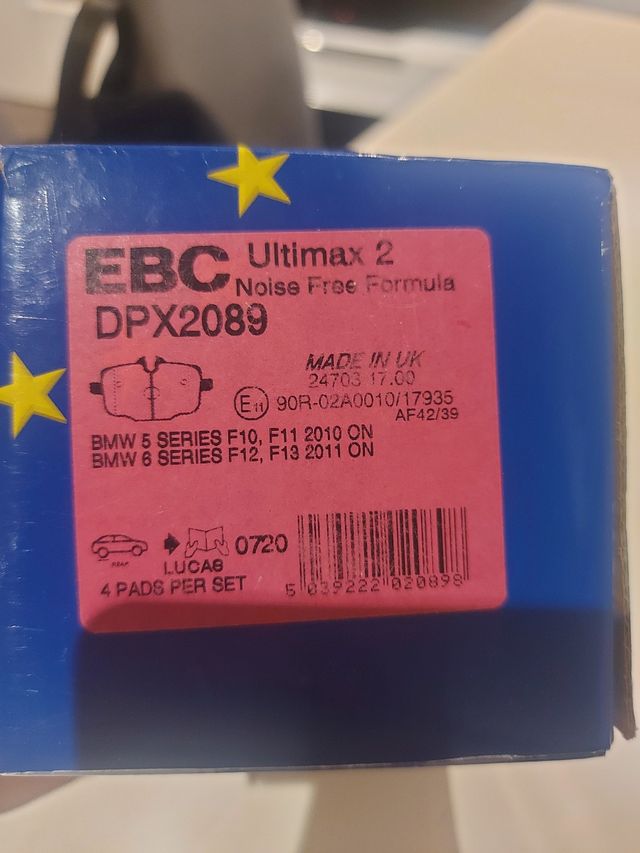 EBC Ultimax 2
Noise Free Formula
DPX2089
MADE IN UK
24703 17.00
E11 90R-02A0010/17935
AF42/39
BMW 5 SERIES F10, F11 2010 ON
BMW 6 SERIES F12, F13 2011 ON
REAR
LUCAS
0720
4 PADS PER SET
5 039222 020898